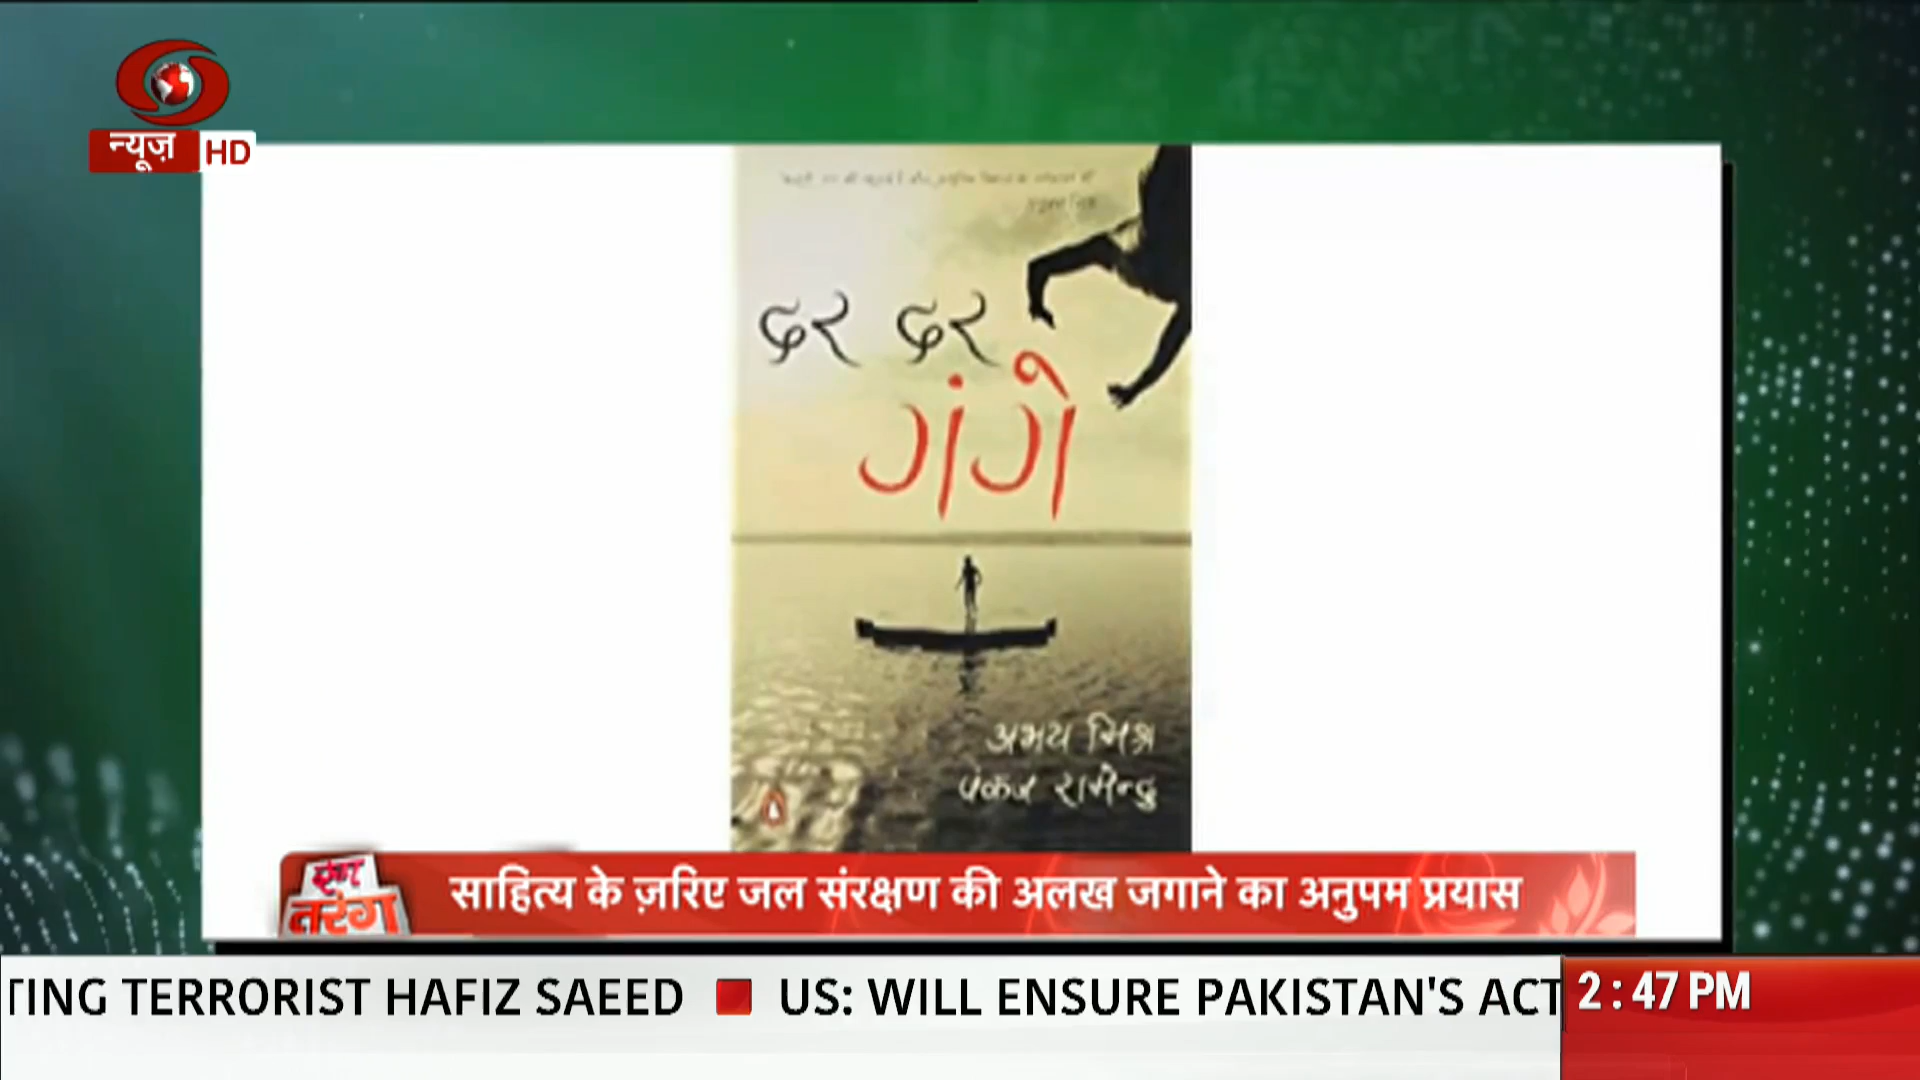 न्यूज़ HD
दर दर
गंगे
अभय मिश्र
पंकज रामेन्दु
तरंग
साहित्य के ज़रिए जल संरक्षण की अलख जगाने का अनुपम प्रयास
TING TERRORIST HAFIZ SAEED US: WILL ENSURE PAKISTAN'S ACT
2:47 PM